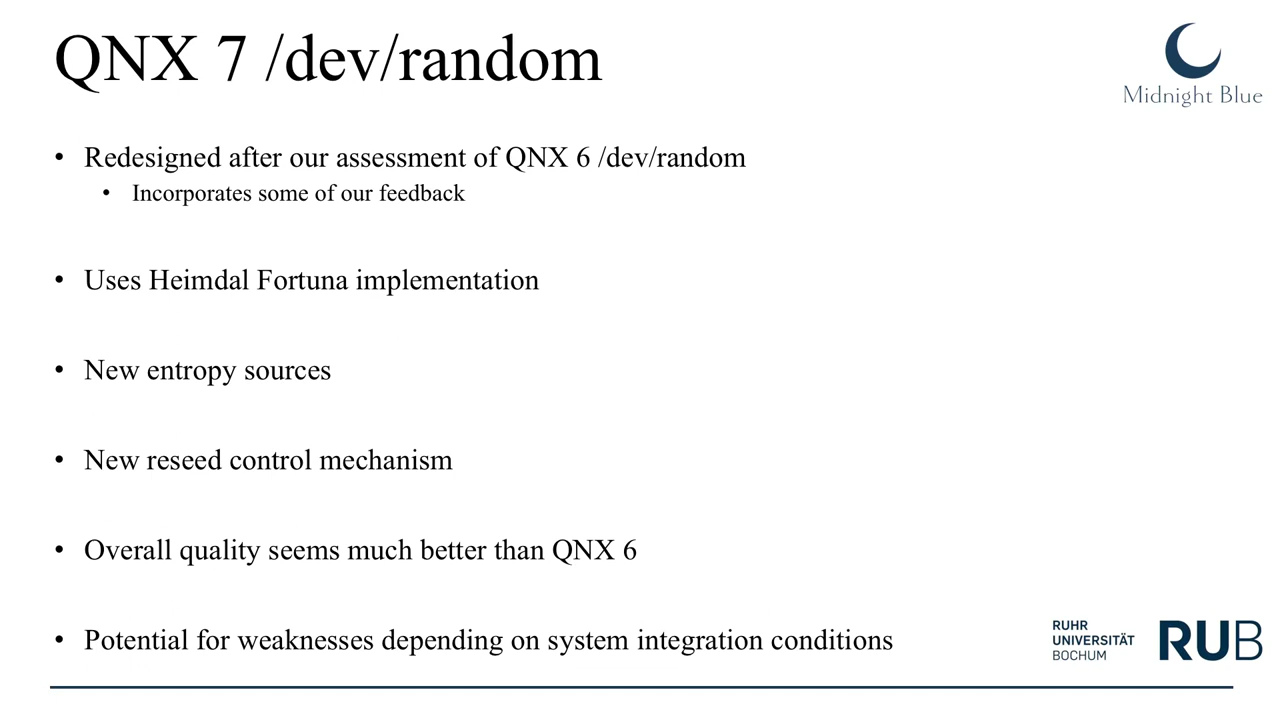 QNX 7 /dev/random
Midnight Blue
• Redesigned after our assessment of QNX 6 /dev/random
• Incorporates some of our feedback
• Uses Heimdal Fortuna implementation
• New entropy sources
• New reseed control mechanism
• Overall quality seems much better than QNX 6
• Potential for weaknesses depending on system integration conditions
RUHR
UNIVERSITÄT
BOCHUM
RUB